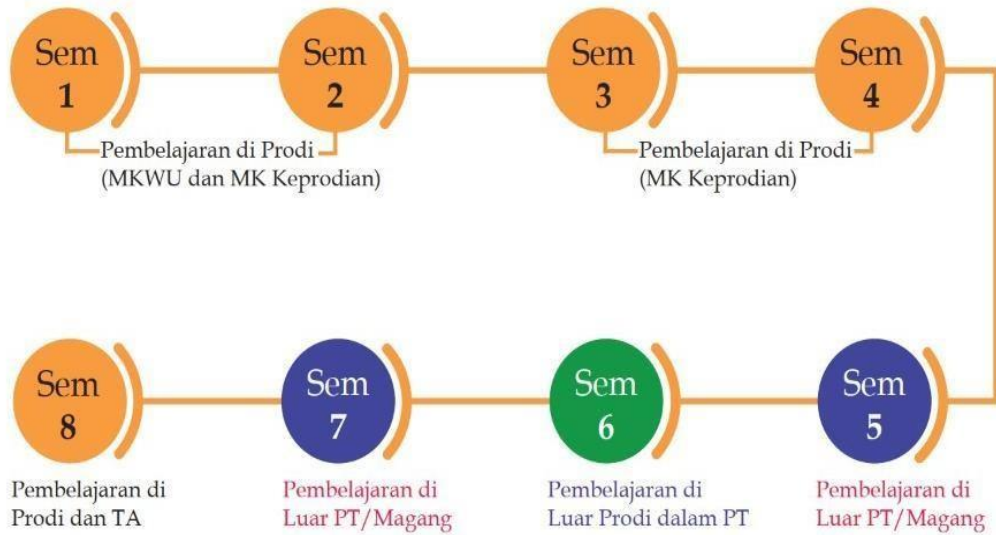 Sem
1
Sem
2
Sem
3
Sem
4
Pembelajaran di Prodi
(MKWU dan MK Keprodian)
Pembelajaran di Prodi
(MK Keprodian)
Sem
8
Sem
7
Sem
6
Sem
5
Pembelajaran di
Prodi dan TA
Pembelajaran di
Luar PT/Magang
Pembelajaran di
Luar Prodi dalam PT
Pembelajaran di
Luar PT/Magang